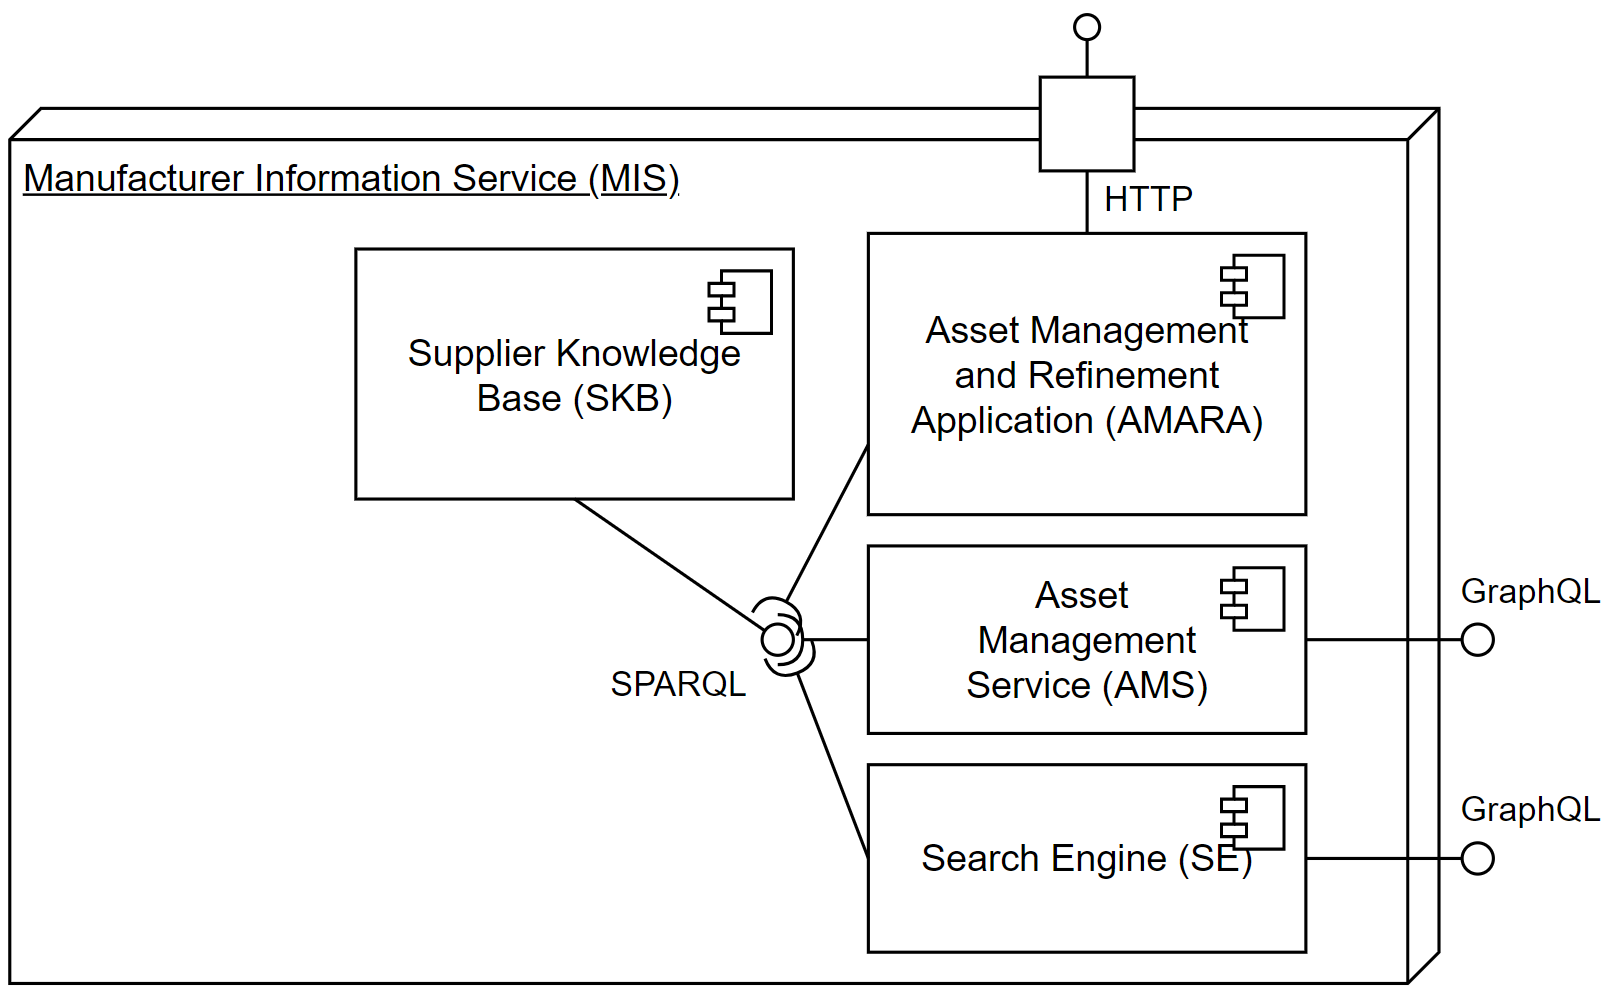 Manufacturer Information Service (MIS)
HTTP
Supplier Knowledge
Base (SKB)
Asset Management
and Refinement
Application (AMARA)
SPARQL
Asset
Management
Service (AMS)
GraphQL
Search Engine (SE)
GraphQL